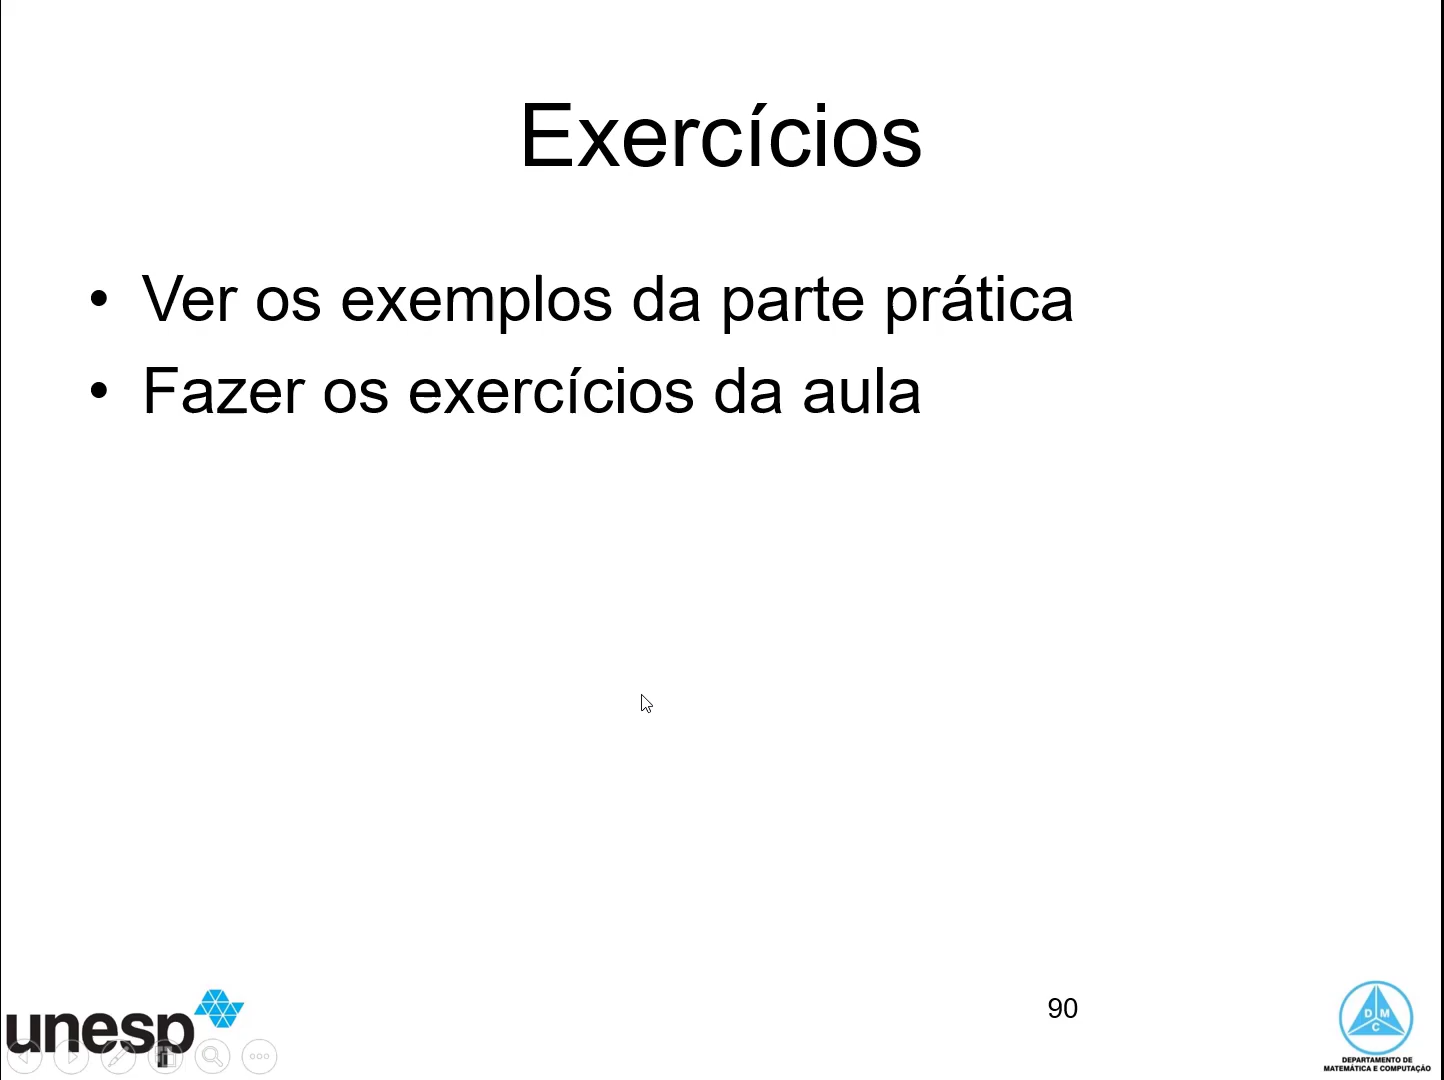 Exercícios
• Ver os exemplos da parte prática
• Fazer os exercícios da aula
unesp
90
D M
C
DEPARTAMENTO DE
MATEMÁTICA E COMPUTAÇÃO